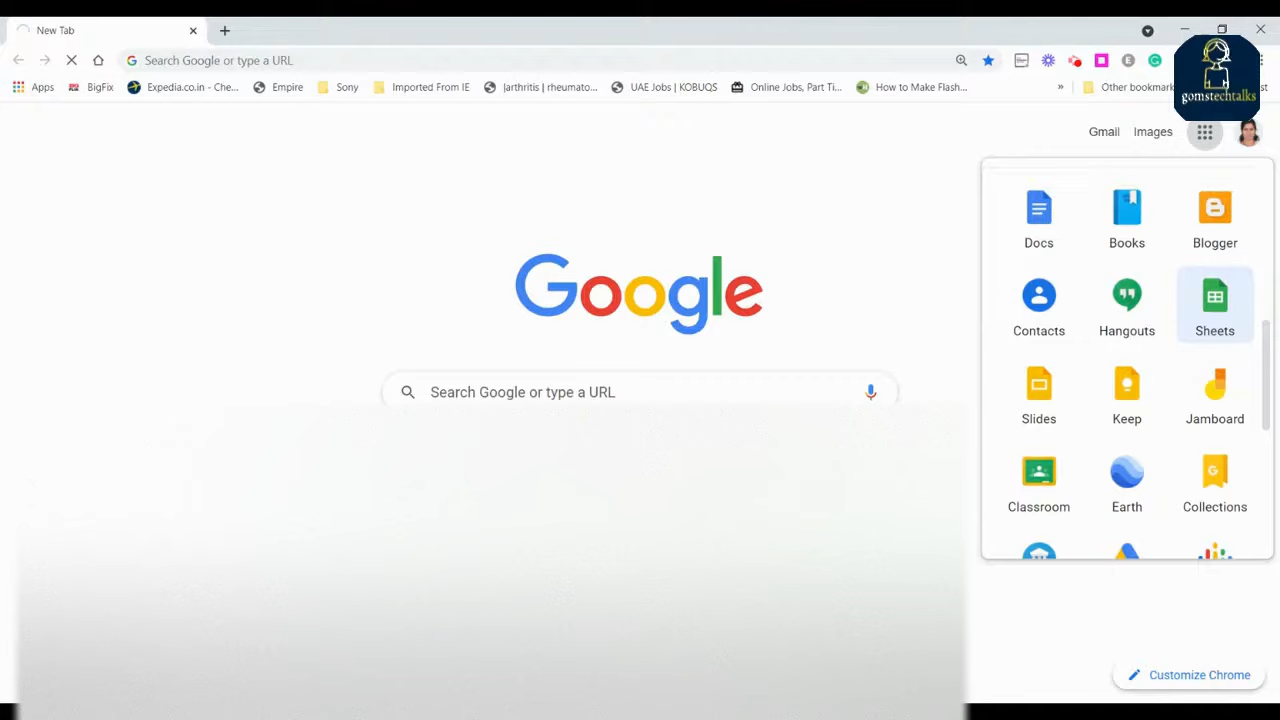 New Tab
Search Google or type a URL
Apps BigFix Expedia.co.in - Che... Empire Sony Imported From IE |arthritis | rheumato... UAE Jobs | KOBUQS Online Jobs, Part Ti... How to Make Flash... » Other bookmark
gomstechtalks
Gmail Images
Docs Books Blogger
Contacts Hangouts Sheets
Google
Slides Keep Jamboard
Search Google or type a URL
Classroom Earth Collections
Customize Chrome